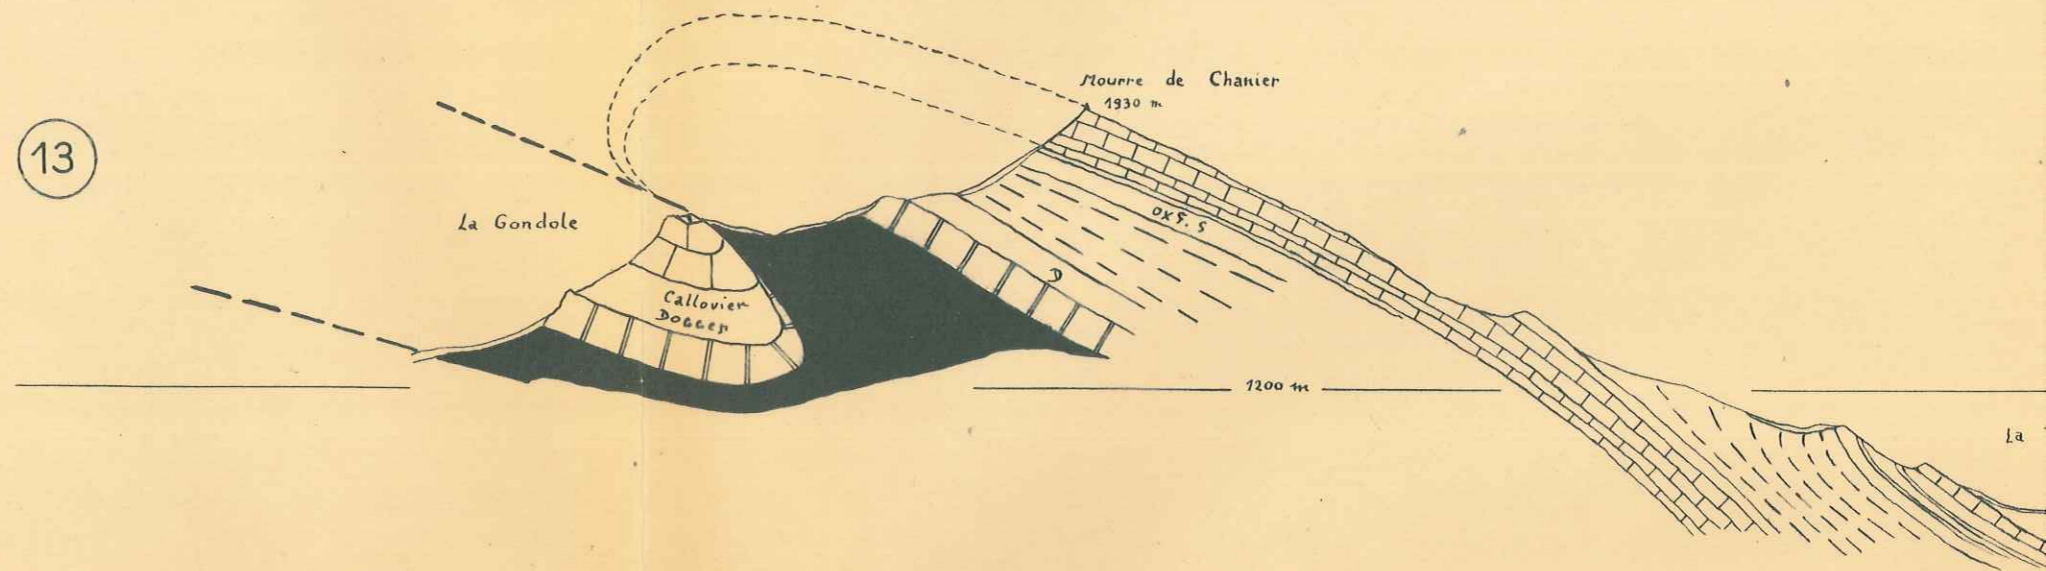 13
Mourre de Chanier
1930 m
La Gondole
OXF. S
Callovien
DOGGER
D
1200 m
La